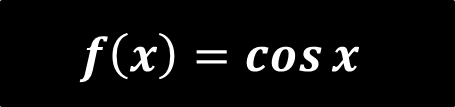 f(x) = cos x